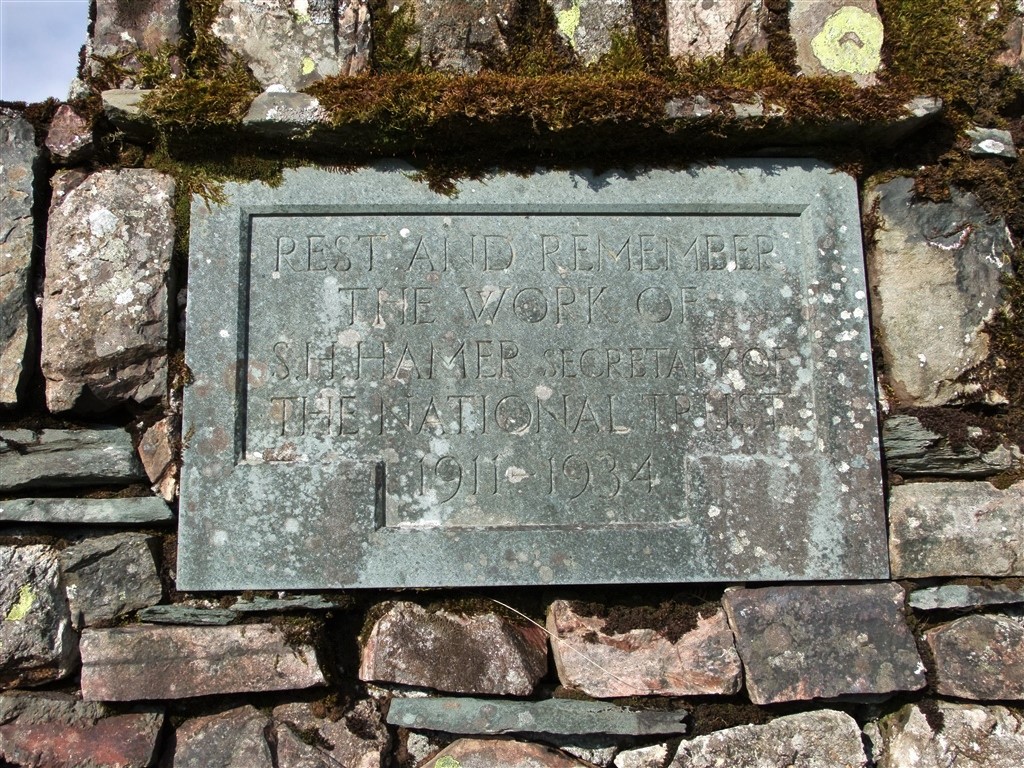 REST AND REMEMBER
THE WORK OF
S.H.HAMER SECRETARY OF
THE NATIONAL TRUST
1911 - 1934